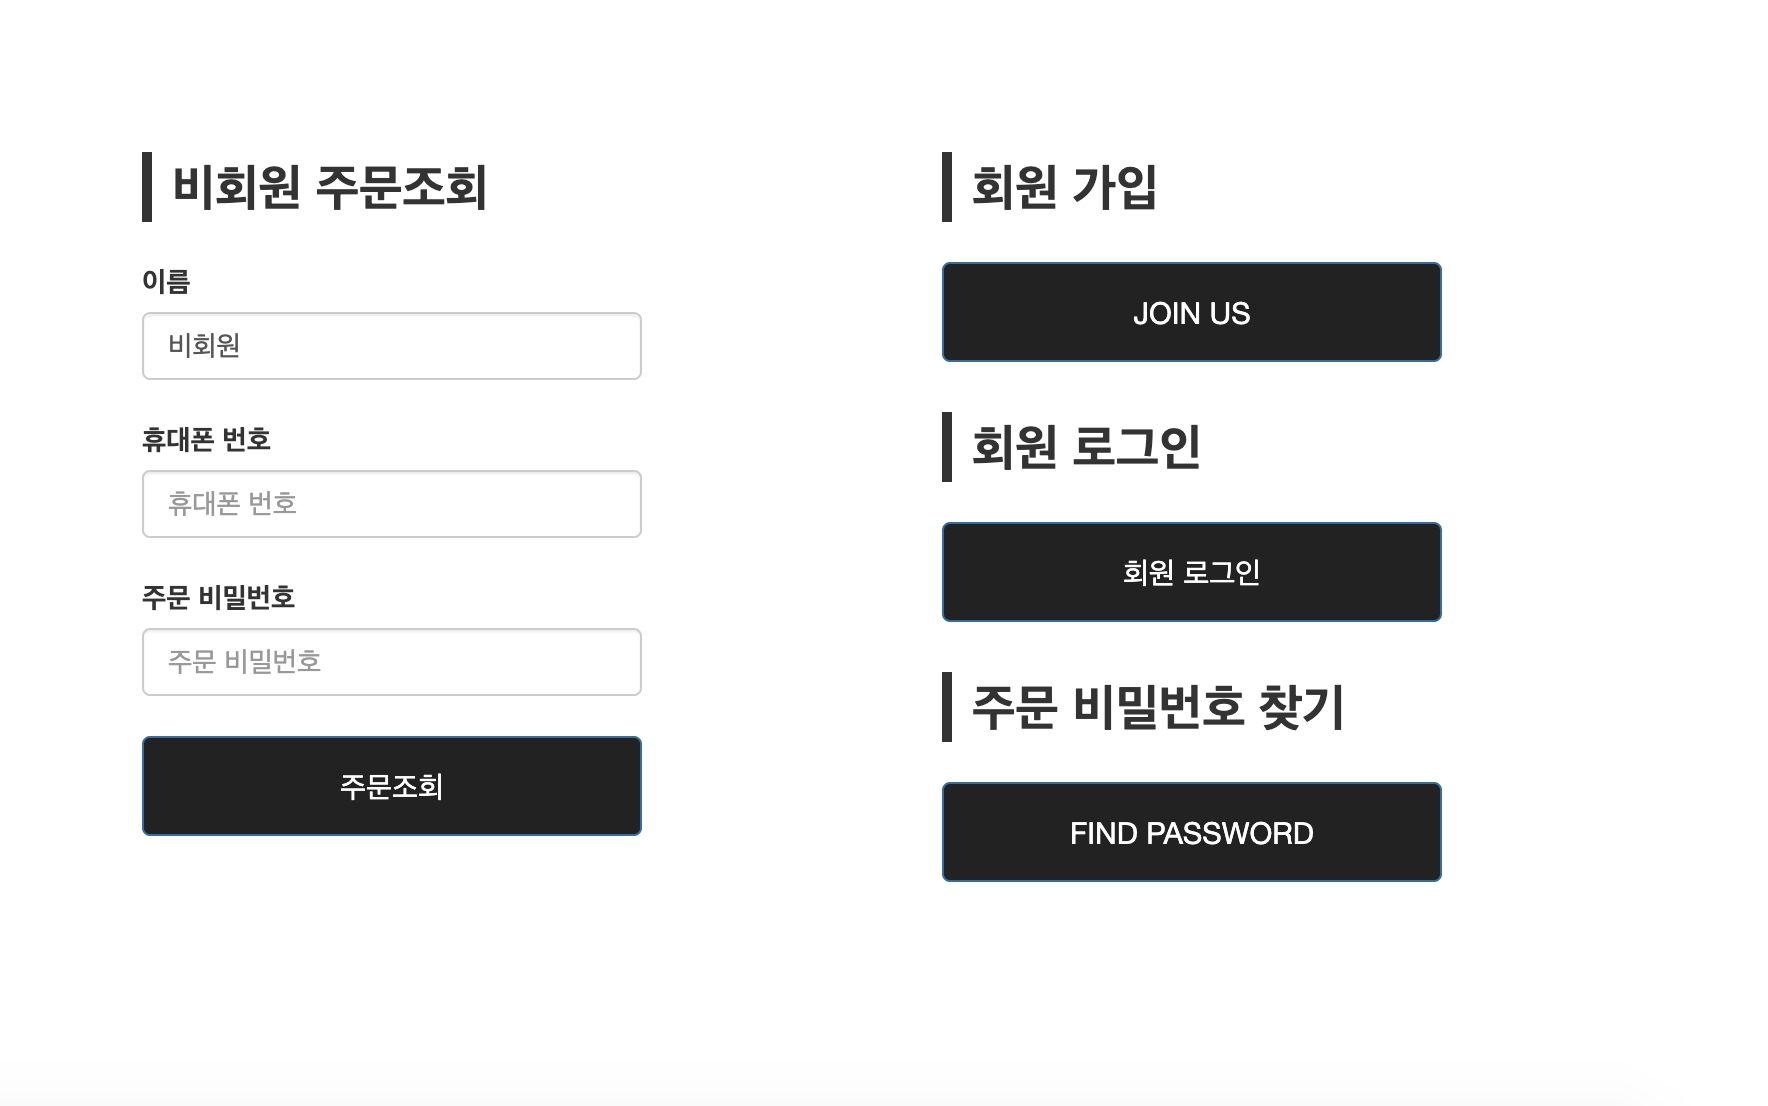 비회원 주문조회
이름
비회원
휴대폰 번호
휴대폰 번호
주문 비밀번호
주문 비밀번호
주문조회
회원 가입
JOIN US
회원 로그인
회원 로그인
주문 비밀번호 찾기
FIND PASSWORD